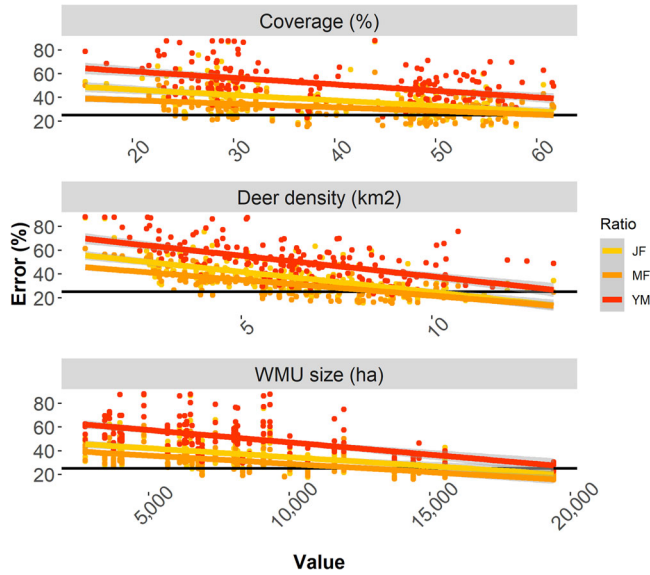 Coverage (%)
80
60
40
20
20
30
40
50
60
Deer density (km2)
80
60
40
20
5
10
WMU size (ha)
80
60
40
20
5,000
10,000
15,000
20,000
Error (%)
Value
Ratio
JF
MF
YM